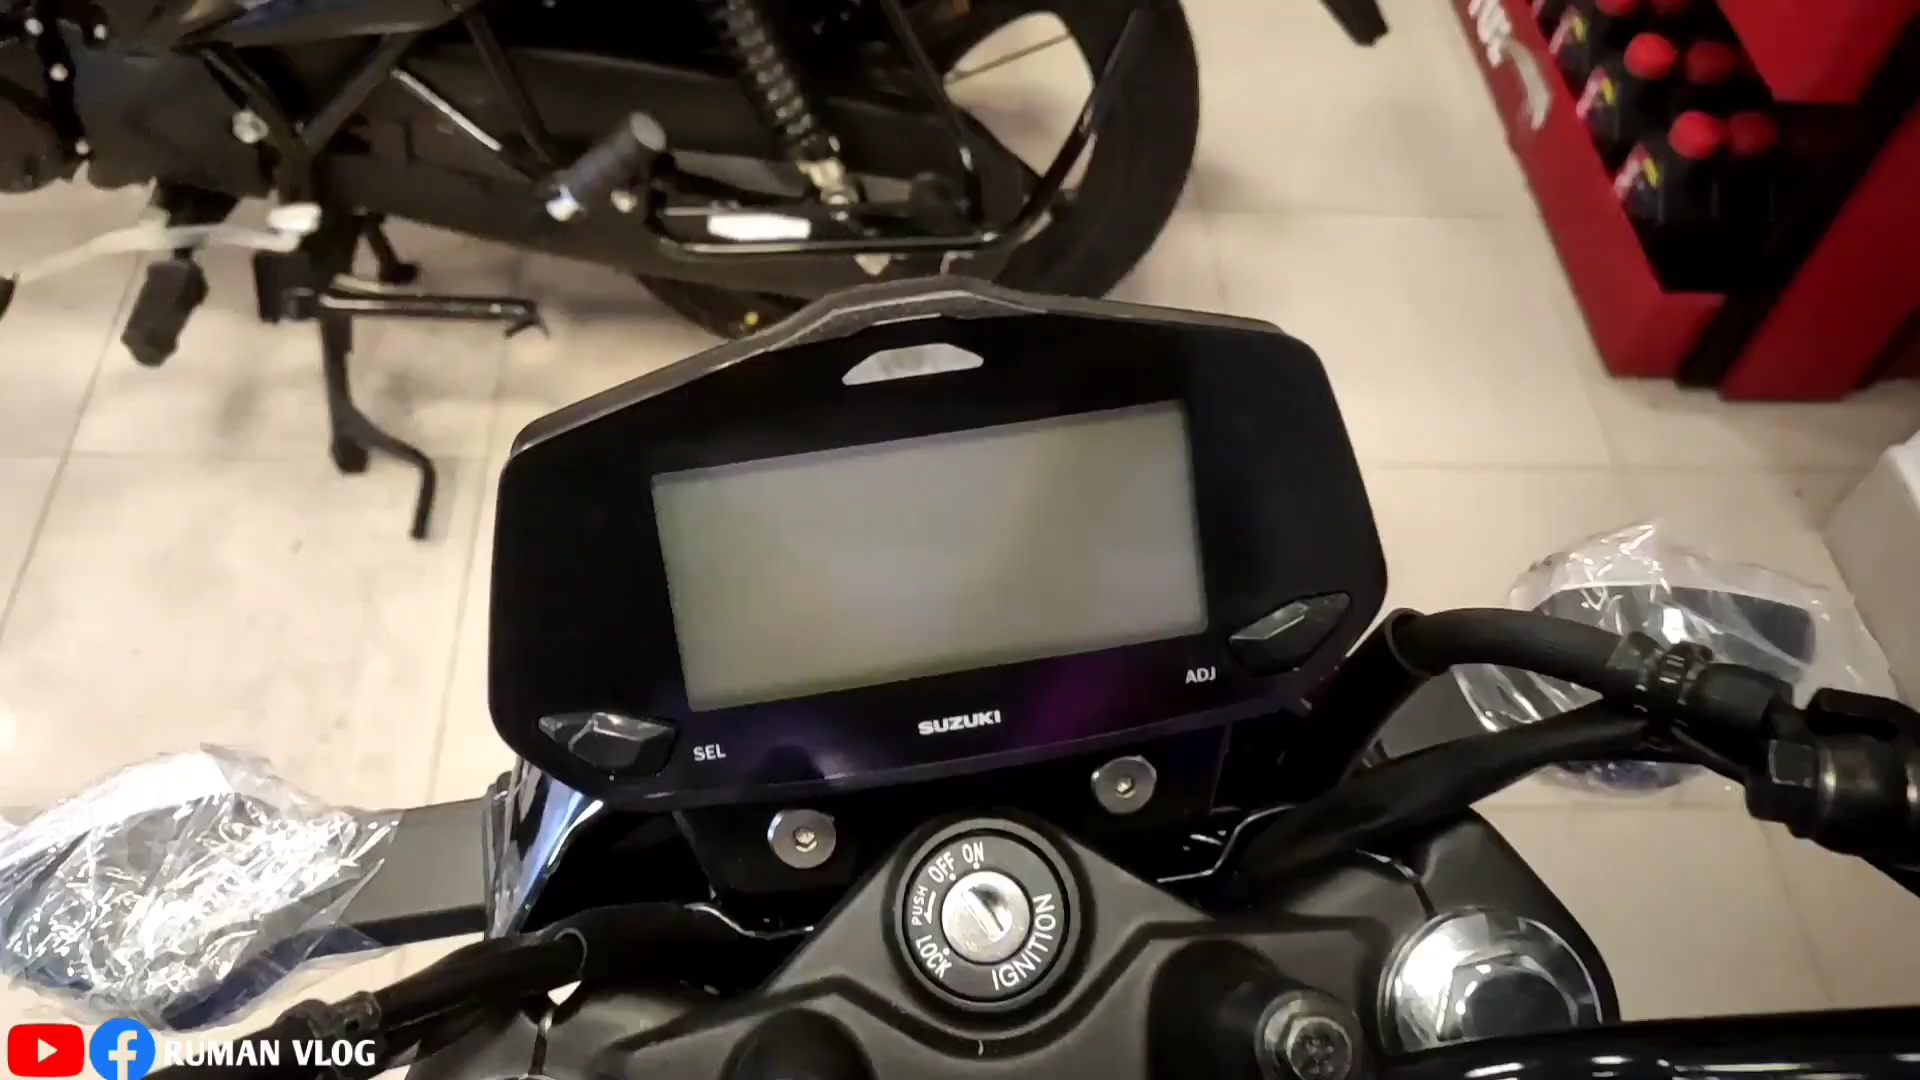 ADJ
SUZUKI
SEL
ON
OFF
PUSH
LOCK
IGNITION
RUMAN VLOG